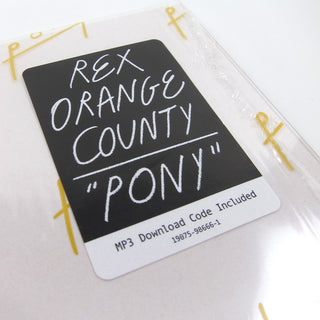 REX
ORANGE
COUNTY
"PONY"
MP3 Download Code Included
19075-98666-1